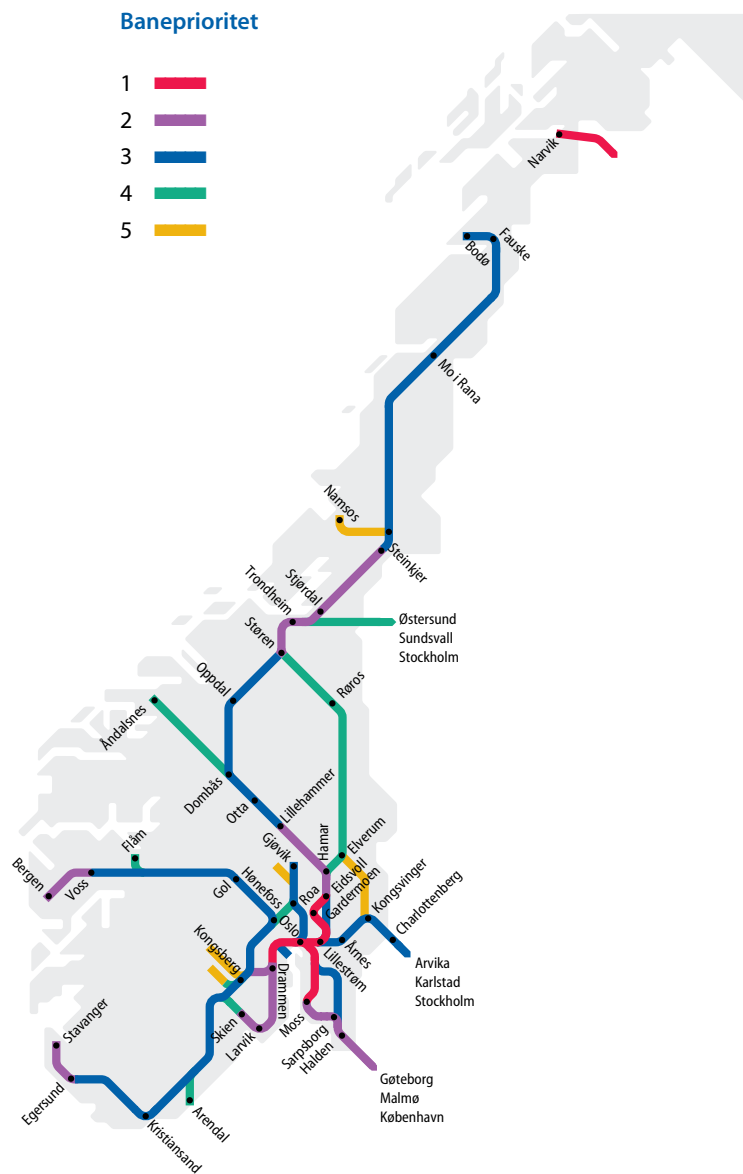 Baneprioritet
1
2
3
4
5
Narvik
Bodø
Fauske
Mo i Rana
Namsos
Steinkjer
Stjørdal
Trondheim
Støren
Østersund
Sundsvall
Stockholm
Oppdal
Røros
Åndalsnes
Dombås
Otta
Lillehammer
Hamar
Elverum
Gjøvik
Flåm
Bergen
Voss
Gol
Hønefoss
Roa
Eidsvoll
Gardermoen
Kongsvinger
Charlottenberg
Oslo
Lillestrøm
Årnes
Arvika
Karlstad
Stockholm
Kongsberg
Drammen
Skien
Larvik
Moss
Sarpsborg
Halden
Stavanger
Egersund
Kristiansand
Arendal
Gøteborg
Malmø
København